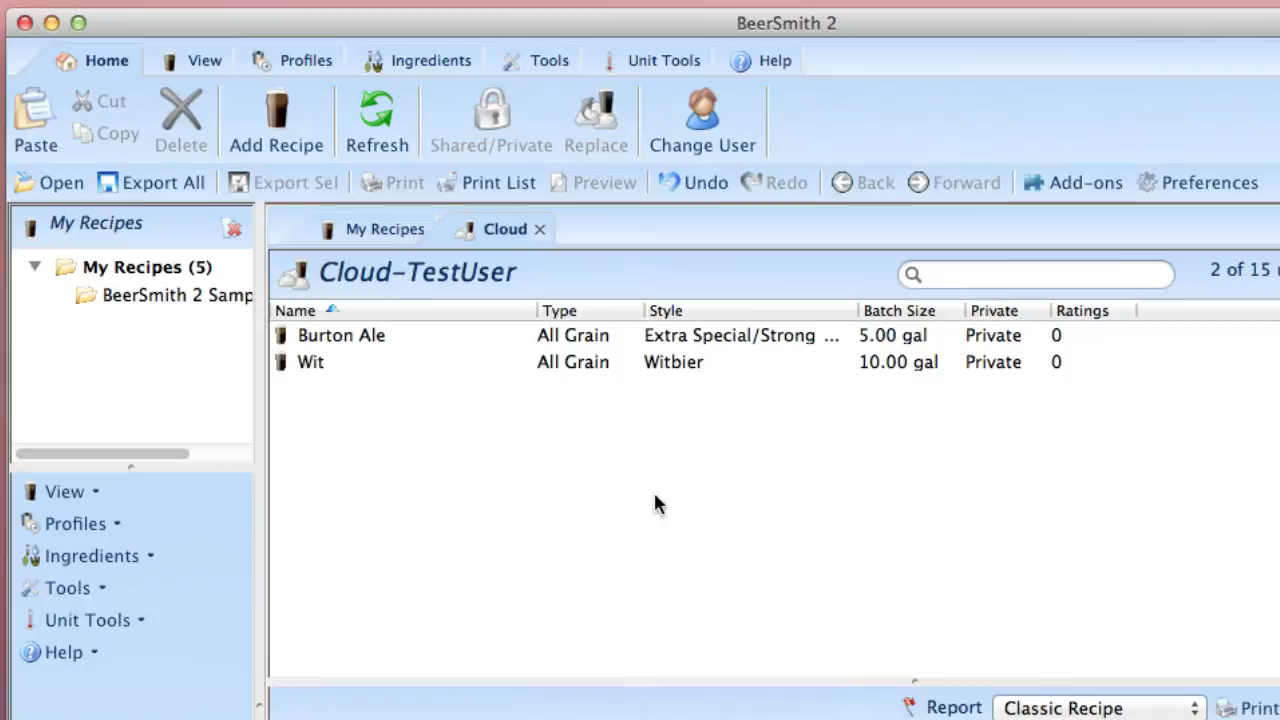 BeerSmith 2
Home View Profiles Ingredients Tools Unit Tools Help
Paste Cut Copy Delete Add Recipe Refresh Shared/Private Replace Change User
Open Export All Export Sel Print Print List Preview Undo Redo Back Forward Add-ons Preferences
My Recipes
My Recipes (5)
BeerSmith 2 Samp
My Recipes Cloud
Cloud-TestUser 2 of 15
Name Type Style Batch Size Private Ratings
Burton Ale All Grain Extra Special/Strong ... 5.00 gal Private 0
Wit All Grain Witbier 10.00 gal Private 0
View
Profiles
Ingredients
Tools
Unit Tools
Help
Report Classic Recipe Print